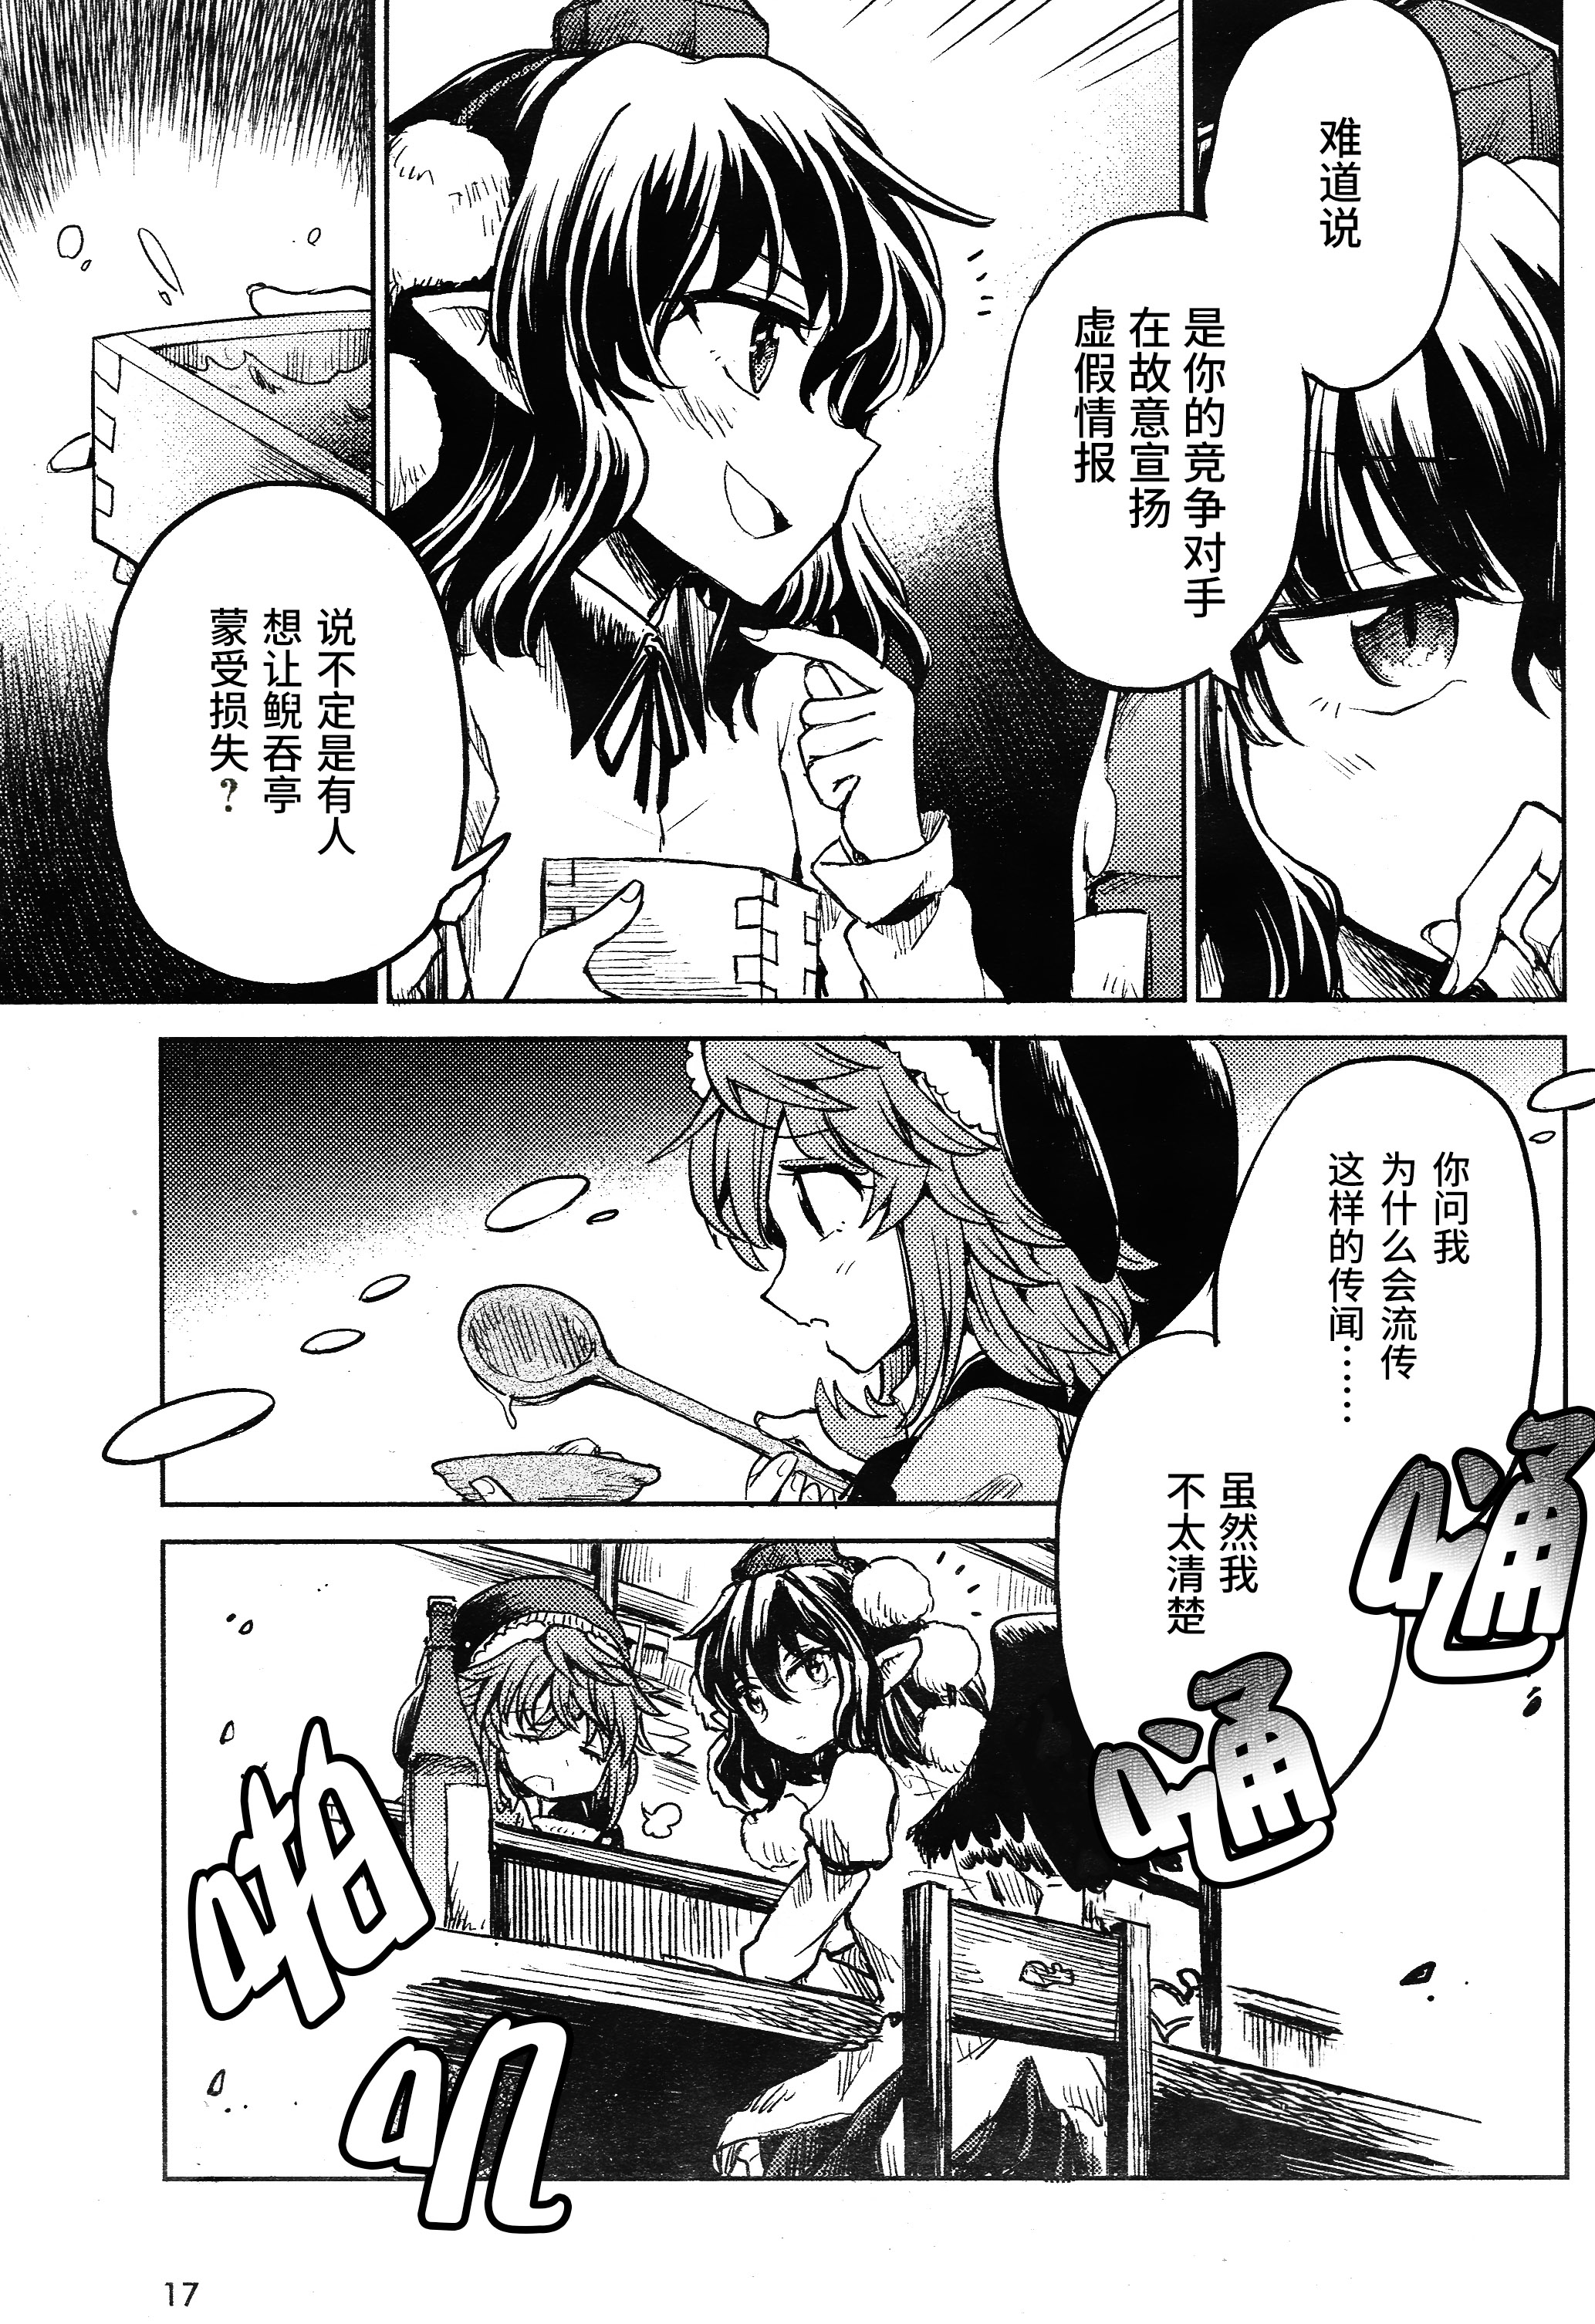 难道说
是你的竞争对手
在故意宣扬
虚假情报
说不定是有人
想让鲵吞亭
蒙受损失？
你问我
为什么会流传
这样的传闻……
虽然我
不太清楚
嗵
嗵
啪
叽
17